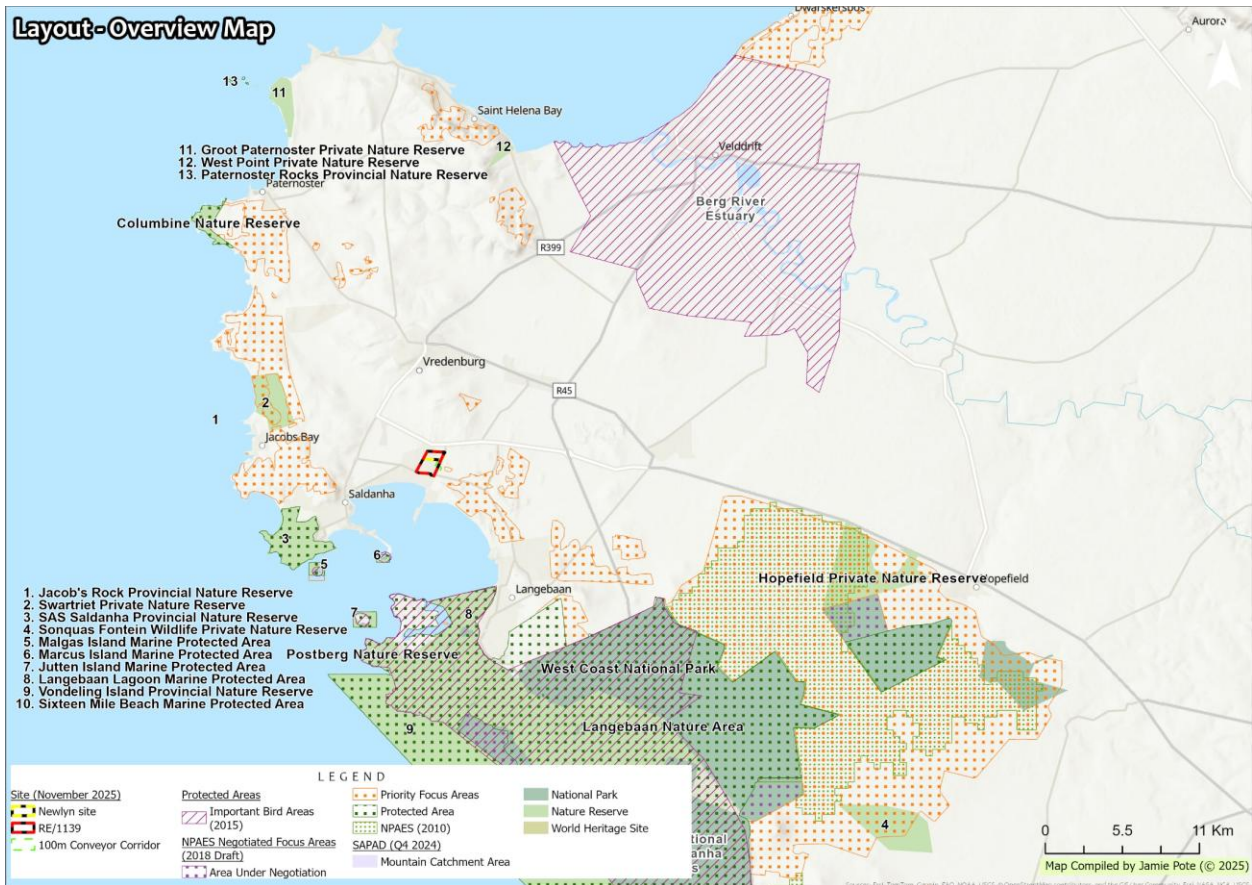 Layout - Overview Map
Aurora
13
11
Saint Helena Bay
12
11. Groot Paternoster Private Nature Reserve
12. West Point Private Nature Reserve
13. Paternoster Rocks Provincial Nature Reserve
Velddrift
Paternoster
Berg River
Estuary
Columbine Nature Reserve
R399
Vredenburg
R45
2
1
Jacobs Bay
Saldanha
3
6
5
Hopefield Private Nature Reserve
Langebaan
1. Jacob's Rock Provincial Nature Reserve
2. Swartriet Private Nature Reserve
3. SAS Saldanha Provincial Nature Reserve
4. Sonquas Fontein Wildlife Private Nature Reserve
5. Malgas Island Marine Protected Area
6. Marcus Island Marine Protected Area
7. Jutten Island Marine Protected Area
8. Langebaan Lagoon Marine Protected Area
9. Vondeling Island Provincial Nature Reserve
10. Sixteen Mile Beach Marine Protected Area
7
8
Postberg Nature Reserve
West Coast National Park
Langebaan Nature Area
9
4
LEGEND
Site (November 2025)
Newlyn site
RE/1139
100m Conveyor Corridor
Protected Areas
Important Bird Areas
(2015)
NPAES Negotiated Focus Areas
(2018 Draft)
Area Under Negotiation
Priority Focus Areas
Protected Area
NPAES (2010)
SAPAD (Q4 2024)
Mountain Catchment Area
National Park
Nature Reserve
World Heritage Site
0 5.5 11 Km
Map Compiled by Jamie Pote (© 2025)